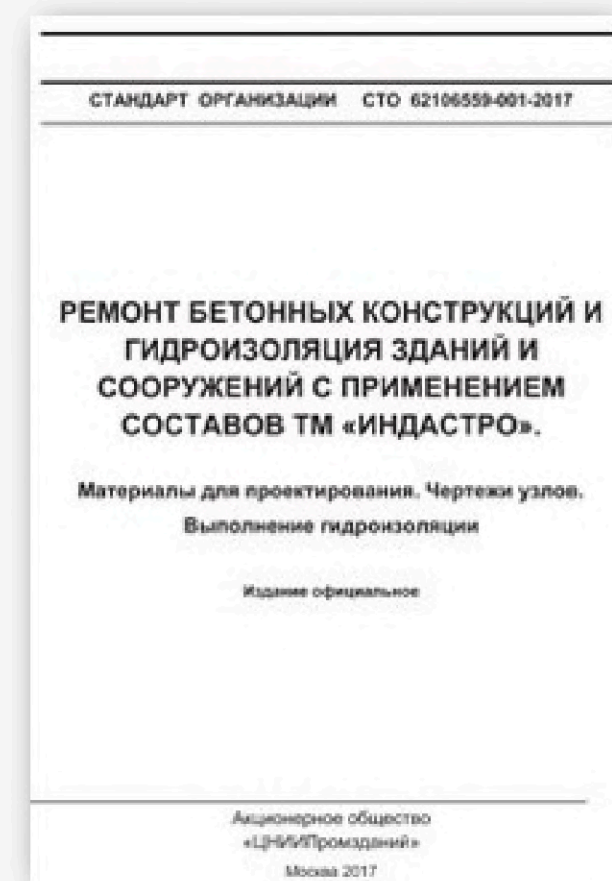 СТАНДАРТ ОРГАНИЗАЦИИ СТО 62106559-001-2017
РЕМОНТ БЕТОННЫХ КОНСТРУКЦИЙ И
ГИДРОИЗОЛЯЦИЯ ЗДАНИЙ И
СООРУЖЕНИЙ С ПРИМЕНЕНИЕМ
СОСТАВОВ ТМ «ИНДАСТРО».
Материалы для проектирования. Чертежи узлов.
Выполнение гидроизоляции
Издание официальное
Акционерное общество
«ЦНИИПромзданий»
Москва 2017